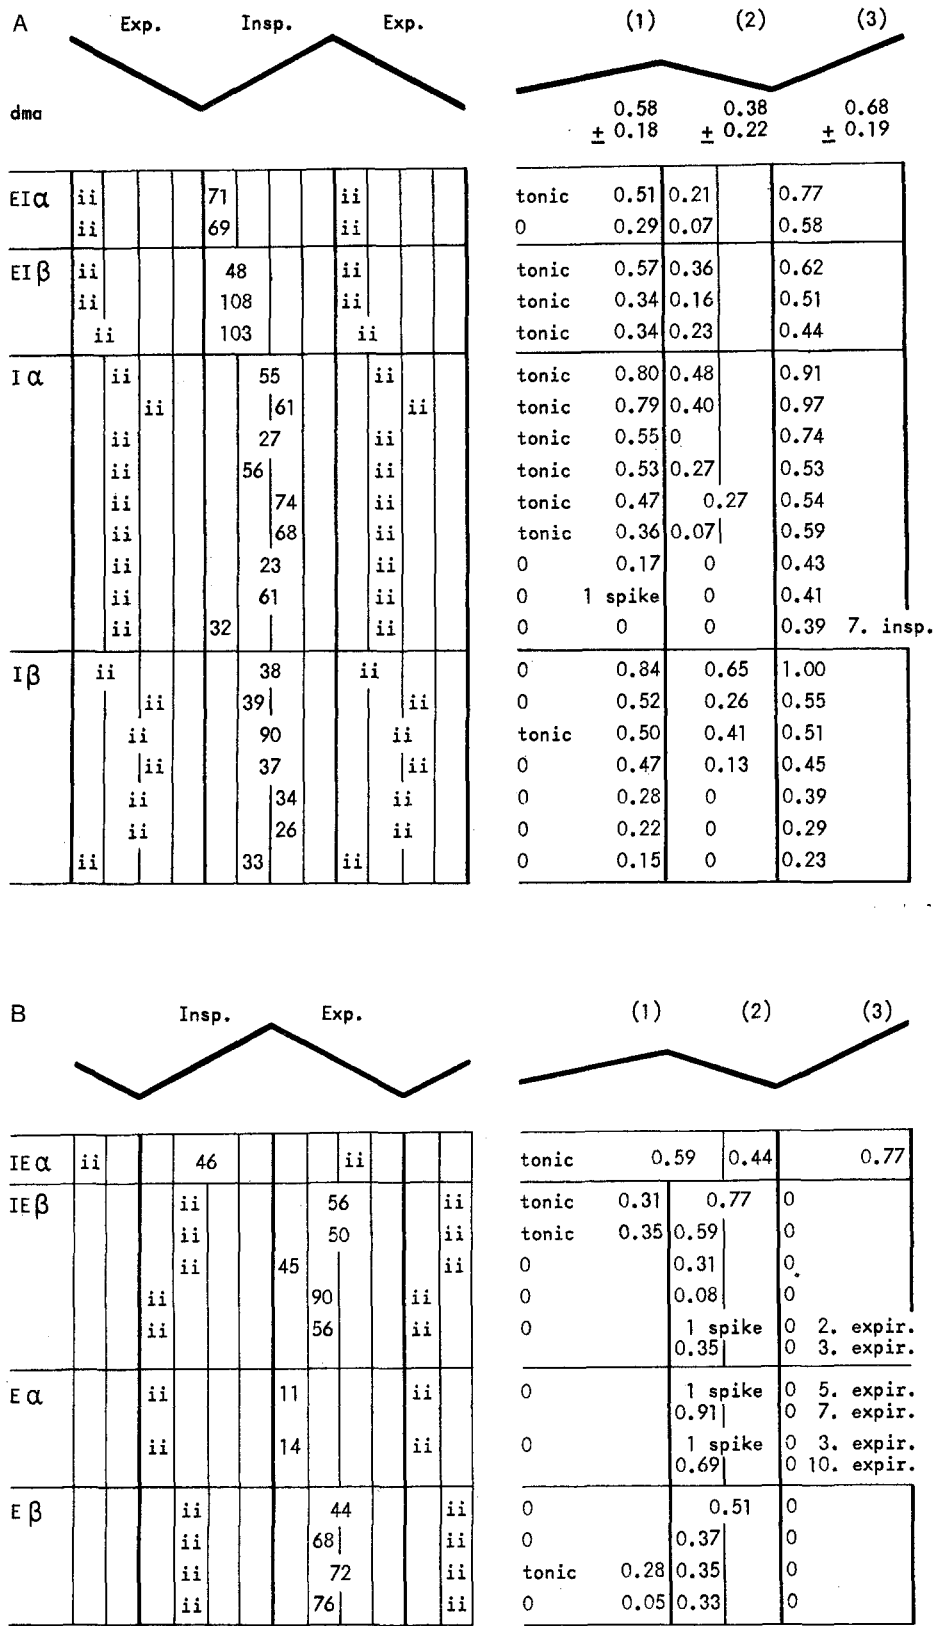 A Exp. Insp. Exp. (1) (2) (3)
dma 0.58 0.38 0.68
± 0.18 ± 0.22 ± 0.19
EI α ii 71 ii tonic 0.51 0.21 0.77
ii 69 ii 0 0.29 0.07 0.58
EI β ii 48 ii tonic 0.57 0.36 0.62
ii 108 ii tonic 0.34 0.16 0.51
ii 103 ii tonic 0.34 0.23 0.44
I α ii 55 ii tonic 0.80 0.48 0.91
ii 61 ii tonic 0.79 0.40 0.97
ii 27 ii tonic 0.55 0 0.74
ii 56 ii tonic 0.53 0.27 0.53
ii 74 ii tonic 0.47 0.27 0.54
ii 68 ii tonic 0.36 0.07 0.59
ii 23 ii 0 0.17 0 0.43
ii 61 ii 0 1 spike 0 0.41
ii 32 ii 0 0 0 0.39 7. insp.
I β ii 38 ii 0 0.84 0.65 1.00
ii 39 ii 0 0.52 0.26 0.55
ii 90 ii tonic 0.50 0.41 0.51
ii 37 ii 0 0.47 0.13 0.45
ii 34 ii 0 0.28 0 0.39
ii 26 ii 0 0.22 0 0.29
ii 33 ii 0 0.15 0 0.23
B Insp. Exp. (1) (2) (3)
IE α ii 46 ii tonic 0.59 0.44 0.77
IE β ii 56 ii tonic 0.31 0.77 0
ii 50 ii tonic 0.35 0.59 0
ii 45 ii 0 0.31 0
ii 90 ii 0 0.08 0
ii 56 ii 0 1 spike 0 2. expir.
0.35 0 3. expir.
E α ii 11 ii 0 1 spike 0 5. expir.
0.91 0 7. expir.
ii 14 ii 0 1 spike 0 3. expir.
0.69 0 10. expir.
E β ii 44 ii 0 0.51 0
ii 68 ii 0 0.37 0
ii 72 ii tonic 0.28 0.35 0
ii 76 ii 0 0.05 0.33 0